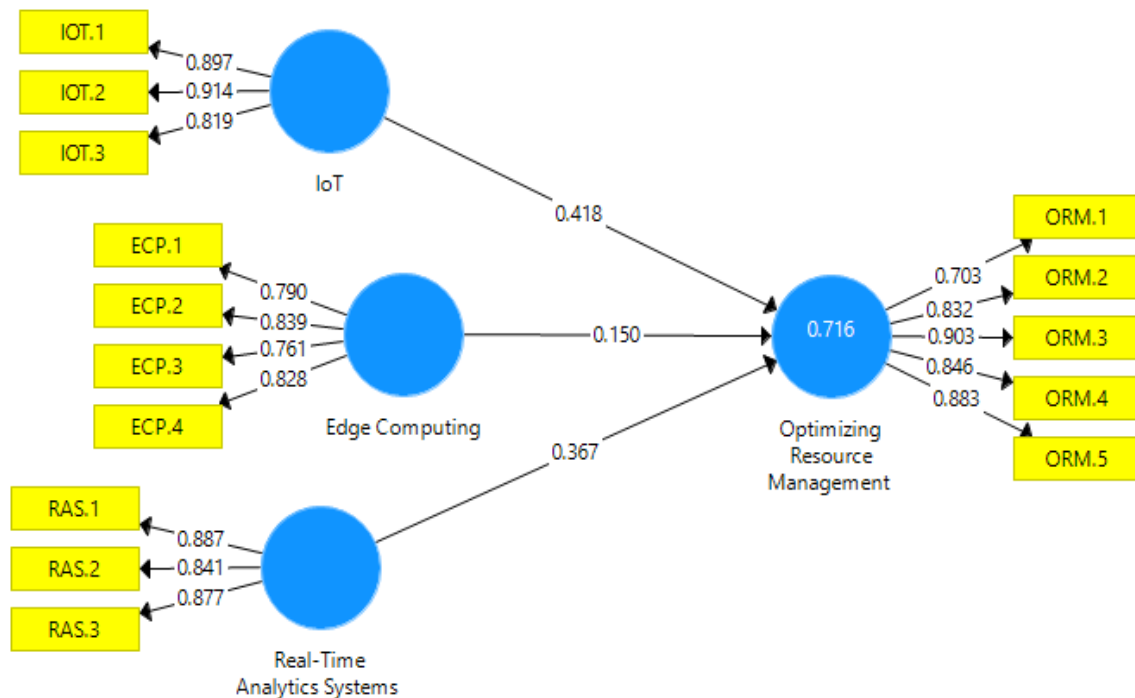 IOT.1
0.897
IOT.2
0.914
IOT.3
0.819
IoT
0.418
ECP.1
0.790
ECP.2
0.839
ECP.3
0.761
ECP.4
0.828
Edge Computing
0.150
RAS.1
0.887
RAS.2
0.841
RAS.3
0.877
Real-Time
Analytics Systems
0.367
0.716
Optimizing
Resource
Management
ORM.1
0.703
ORM.2
0.832
ORM.3
0.903
ORM.4
0.846
ORM.5
0.883